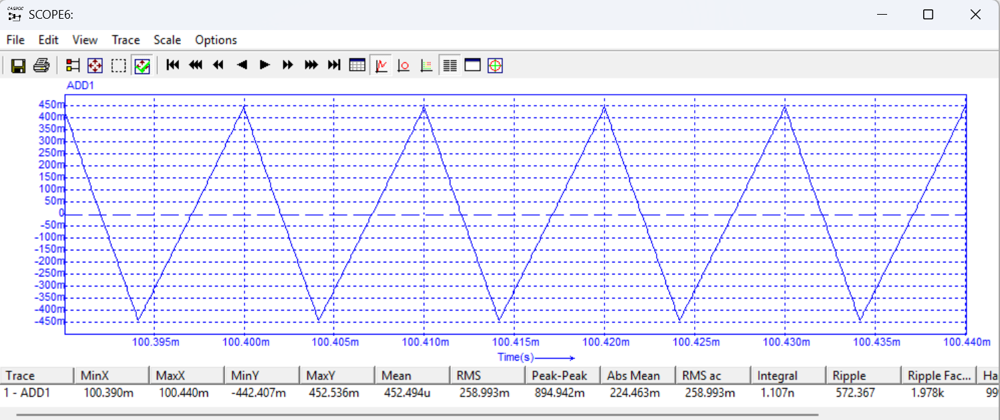 CASPOC
SCOPE6:
File Edit View Trace Scale Options
ADD1
450m
400m
350m
300m
250m
200m
150m
100m
50m
0
-50m
-100m
-150m
-200m
-250m
-300m
-350m
-400m
-450m
100.395m 100.400m 100.405m 100.410m 100.415m 100.420m 100.425m 100.430m 100.435m 100.440m
Time(s)
Trace MinX MaxX MinY MaxY Mean RMS Peak-Peak Abs Mean RMS ac Integral Ripple Ripple Fac... Ha
1 - ADD1 100.390m 100.440m -442.407m 452.536m 452.494u 258.993m 894.942m 224.463m 258.993m 1.107n 572.367 1.978k 99